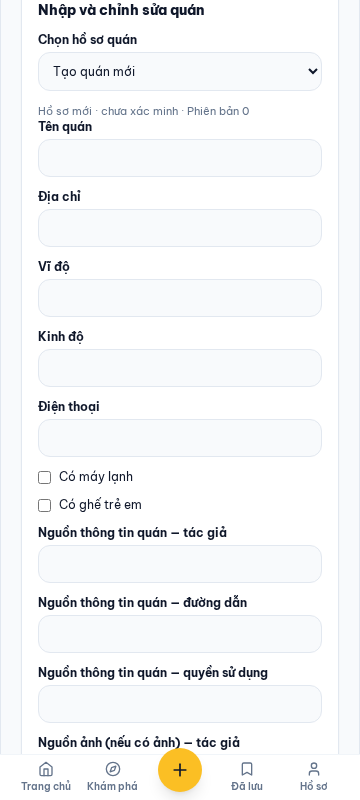 Nhập và chỉnh sửa quán
Chọn hồ sơ quán
Tạo quán mới
Hồ sơ mới · chưa xác minh · Phiên bản 0
Tên quán
Địa chỉ
Vĩ độ
Kinh độ
Điện thoại
Có máy lạnh
Có ghế trẻ em
Nguồn thông tin quán — tác giả
Nguồn thông tin quán — đường dẫn
Nguồn thông tin quán — quyền sử dụng
Nguồn ảnh (nếu có ảnh) — tác giả
Trang chủ
Khám phá
Đã lưu
Hồ sơ